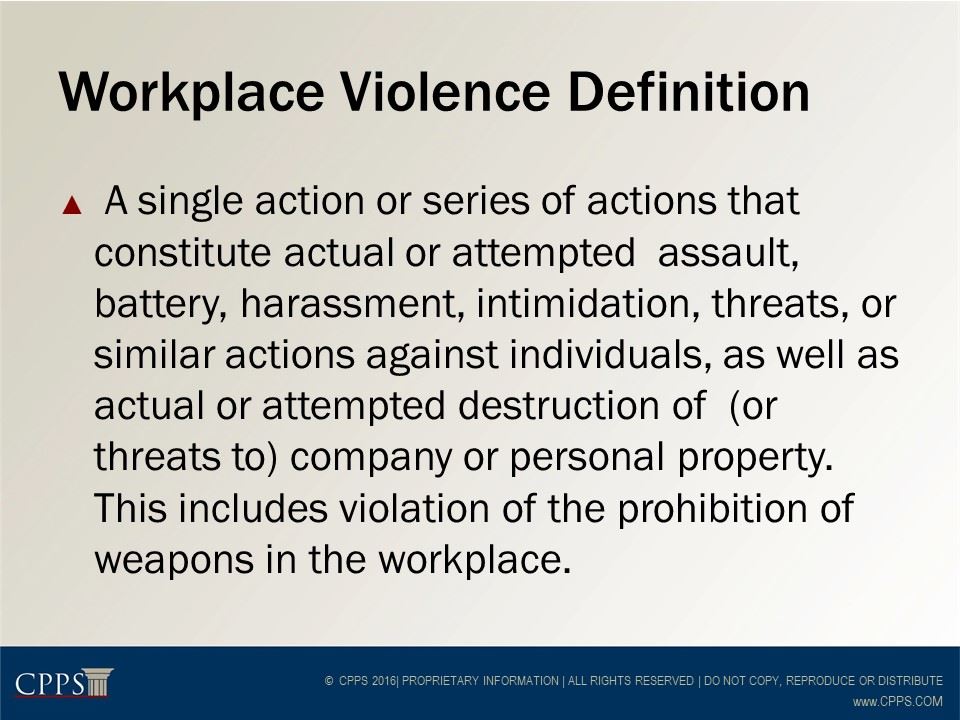 Workplace Violence Definition
▲ A single action or series of actions that
constitute actual or attempted  assault,
battery, harassment, intimidation, threats, or
similar actions against individuals, as well as
actual or attempted destruction of  (or
threats to) company or personal property.
This includes violation of the prohibition of
weapons in the workplace.
CPPS
© CPPS 2016| PROPRIETARY INFORMATION | ALL RIGHTS RESERVED | DO NOT COPY, REPRODUCE OR DISTRIBUTE
www.CPPS.COM